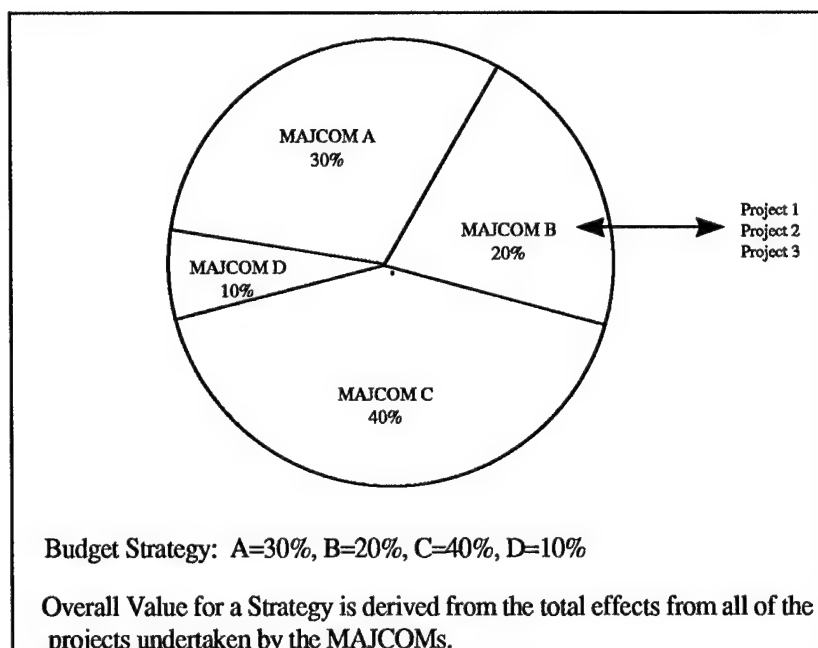 MAJCOM A
30%
MAJCOM B
20%
Project 1
Project 2
Project 3
MAJCOM D
10%
MAJCOM C
40%
Budget Strategy: A=30%, B=20%, C=40%, D=10%
Overall Value for a Strategy is derived from the total effects from all of the
projects undertaken by the MAJCOMs.